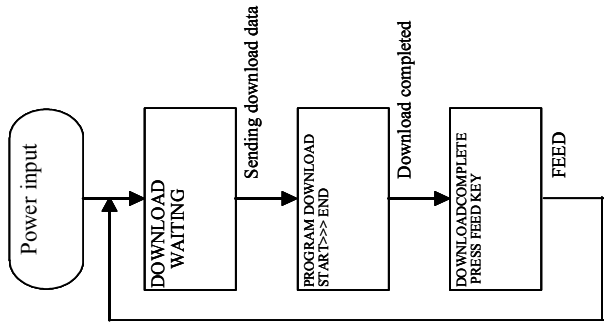 Power input
DOWNLOAD
WAITING
Sending download data
PROGRAM DOWNLOAD
START>>> END
Download completed
DOWNLOADCOMPLETE
PRESS FEED KEY
FEED